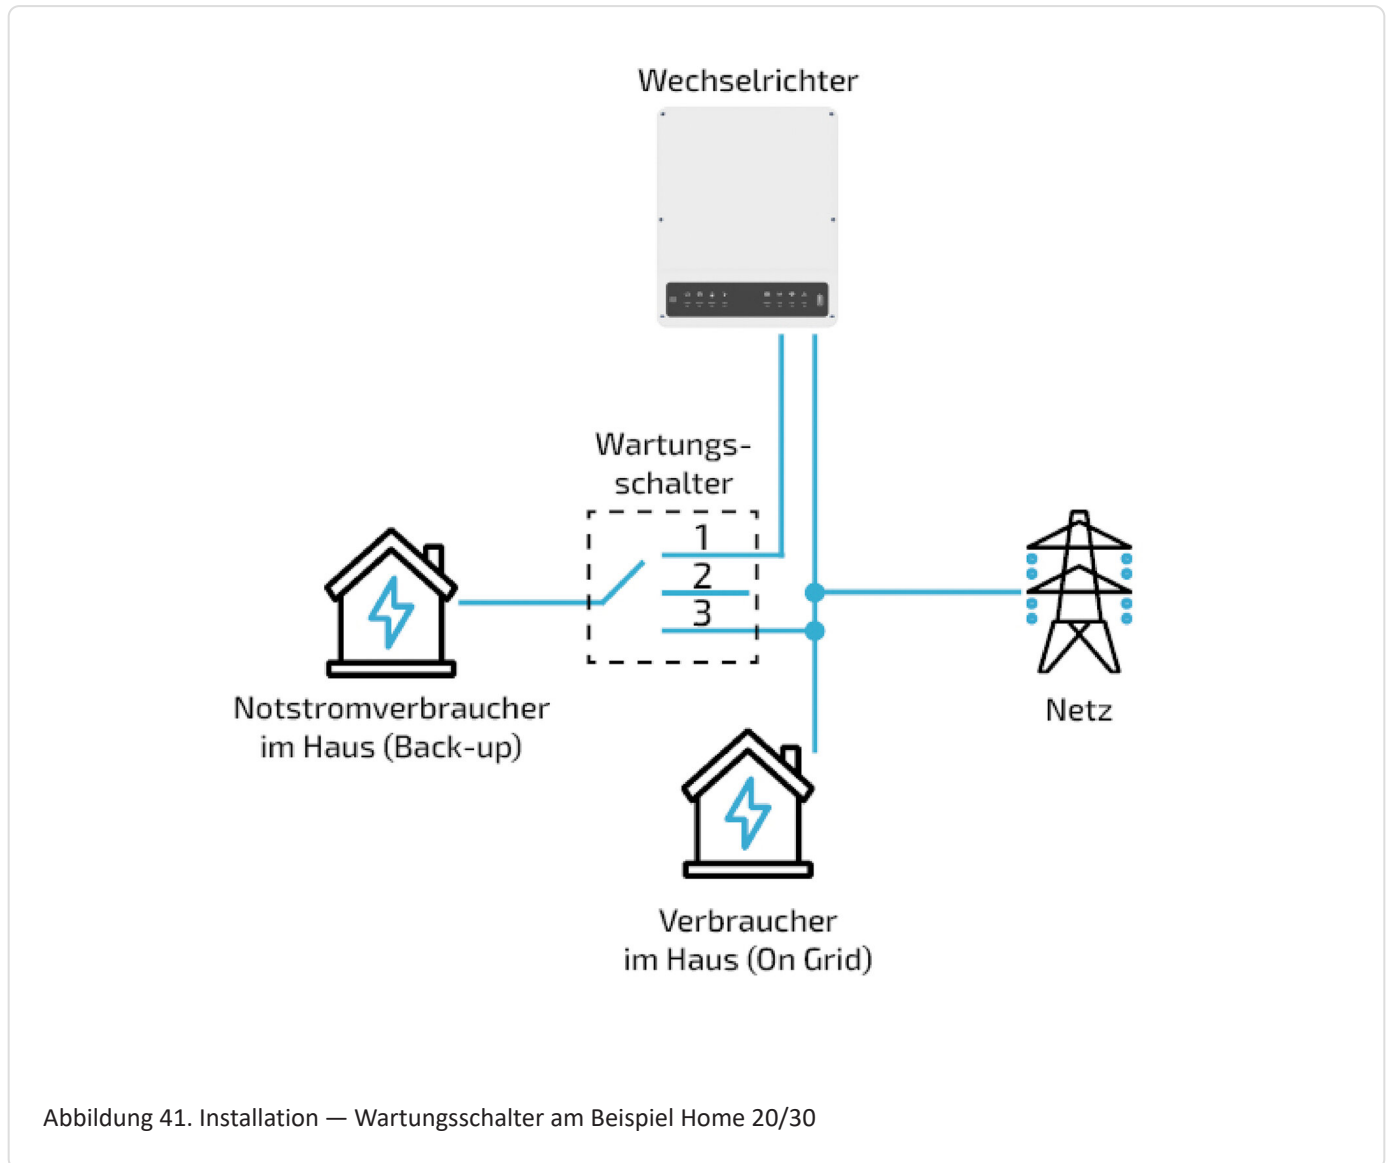 Wechselrichter
Wartungs-
schalter
1
2
3
Notstromverbraucher
im Haus (Back-up)
Netz
Verbraucher
im Haus (On Grid)
Abbildung 41. Installation — Wartungsschalter am Beispiel Home 20/30